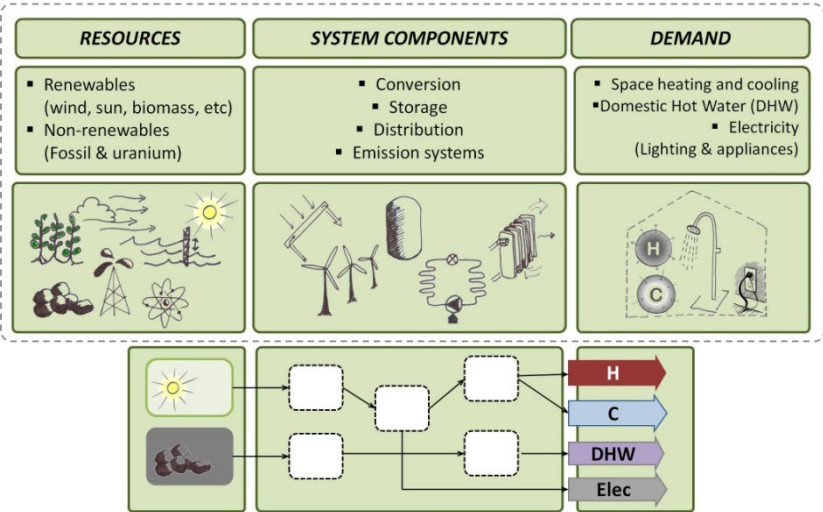 RESOURCES
SYSTEM COMPONENTS
DEMAND
▪ Renewables
(wind, sun, biomass, etc)
▪ Non-renewables
(Fossil & uranium)
▪ Conversion
▪ Storage
▪ Distribution
▪ Emission systems
▪ Space heating and cooling
▪Domestic Hot Water (DHW)
▪ Electricity
(Lighting & appliances)
H
C
H
C
DHW
Elec